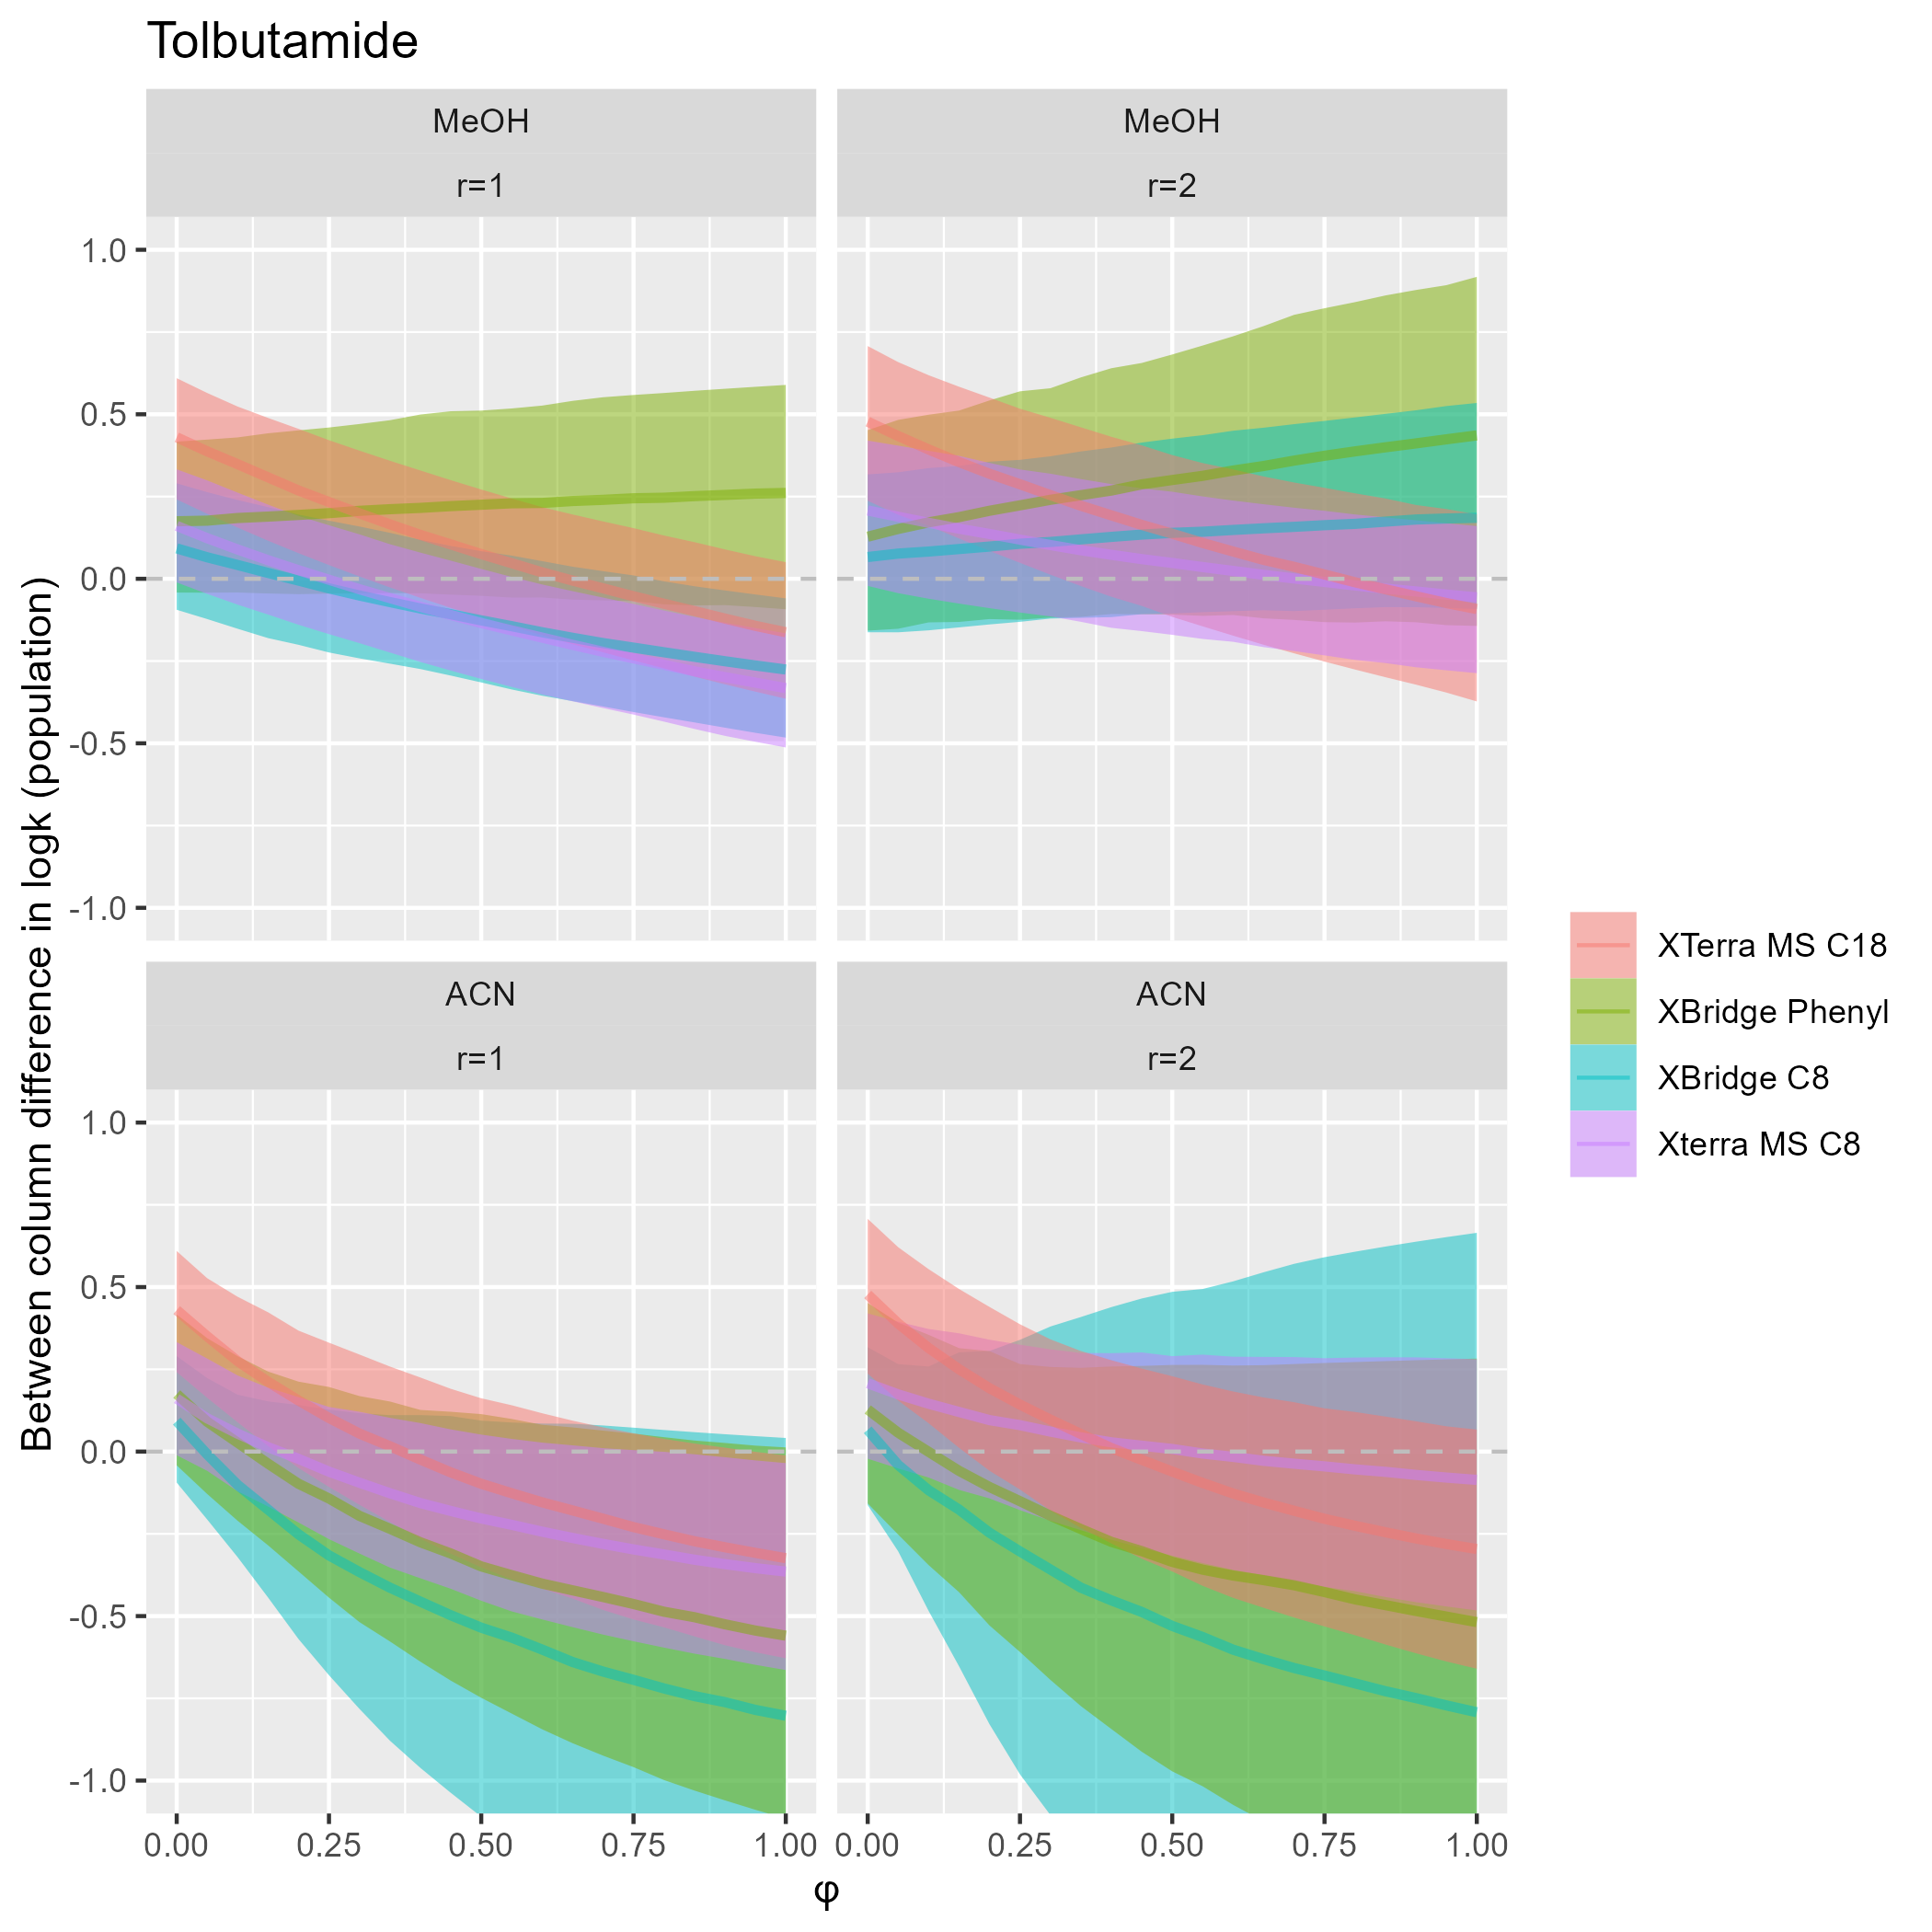 Tolbutamide
MeOH
r=1
MeOH
r=2
1.0
0.5
0.0
-0.5
-1.0
ACN
r=1
ACN
r=2
1.0
0.5
0.0
-0.5
-1.0
0.00
0.25
0.50
0.75
1.00
0.00
0.25
0.50
0.75
1.00
φ
Between column difference in logk (population)
XTerra MS C18
XBridge Phenyl
XBridge C8
Xterra MS C8